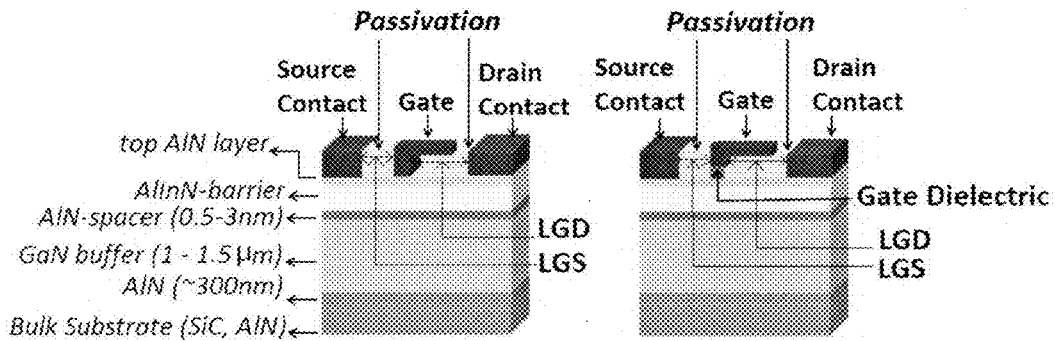 Passivation
Source Contact
Gate
Drain Contact
top AlN layer
AlInN-barrier
AlN-spacer (0.5-3nm)
GaN buffer (1 - 1.5 μm)
AlN (~300nm)
Bulk Substrate (SiC, AlN)
LGD
LGS
Passivation
Source Contact
Gate
Drain Contact
Gate Dielectric
LGD
LGS